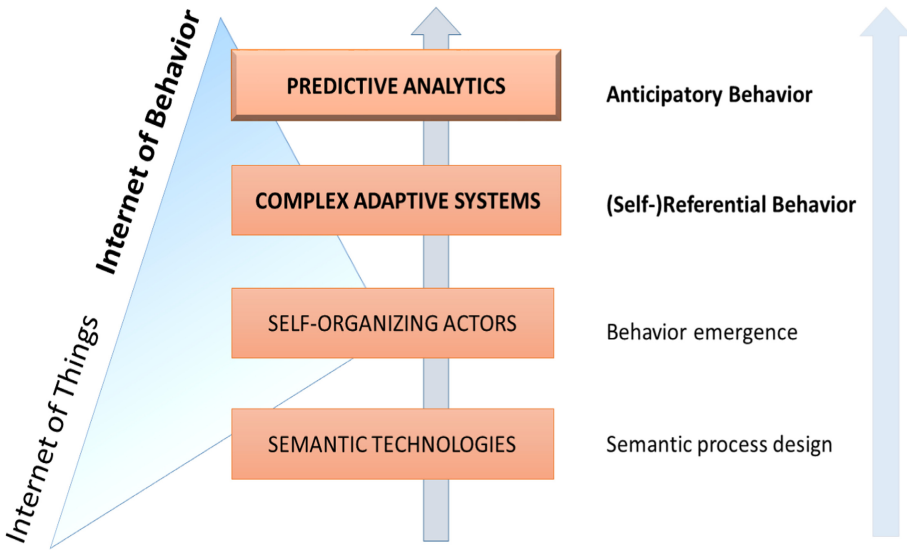 Internet of Behavior
Internet of Things
PREDICTIVE ANALYTICS
Anticipatory Behavior
COMPLEX ADAPTIVE SYSTEMS
(Self-)Referential Behavior
SELF-ORGANIZING ACTORS
Behavior emergence
SEMANTIC TECHNOLOGIES
Semantic process design